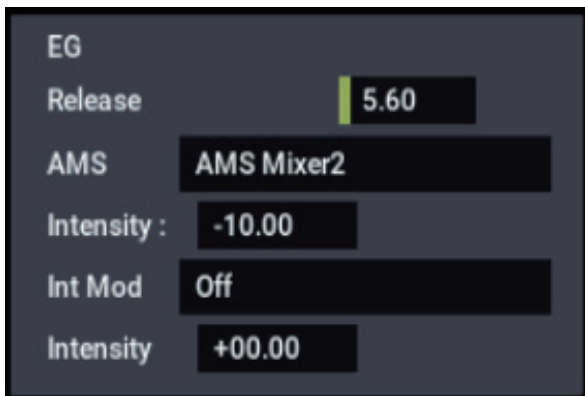 EG
Release 5.60
AMS AMS Mixer2
Intensity : -10.00
Int Mod Off
Intensity +00.00